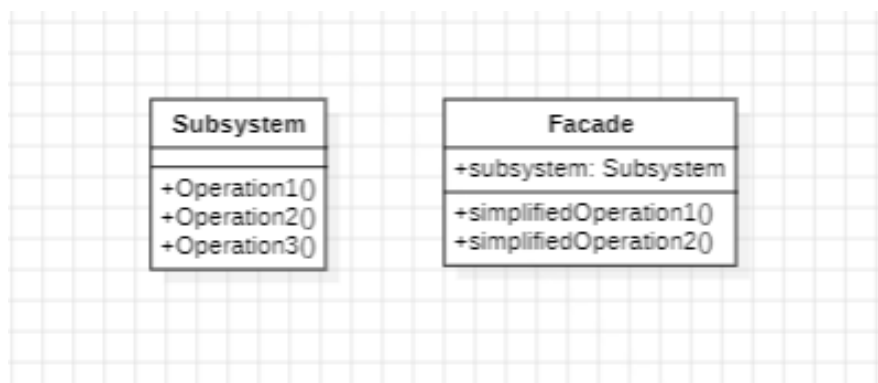 Subsystem
+Operation1()
+Operation2()
+Operation3()
Facade
+subsystem: Subsystem
+simplifiedOperation1()
+simplifiedOperation2()